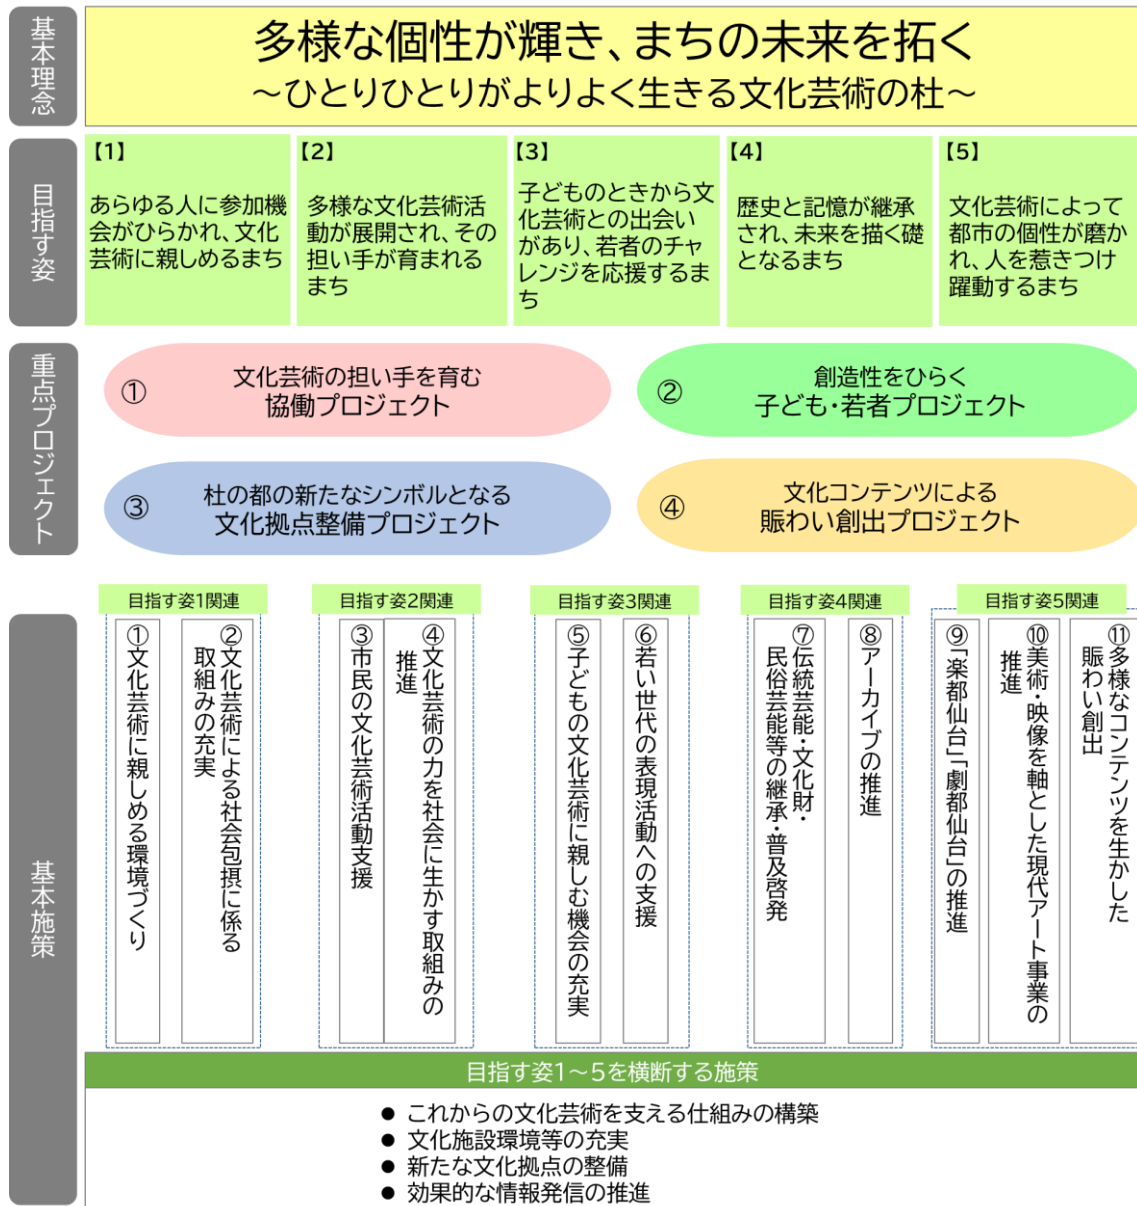 基本理念
多様な個性が輝き、まちの未来を拓く
～ひとりひとりがよりよく生きる文化芸術の杜～
目指す姿
【1】
あらゆる人に参加機
会がひらかれ、文化
芸術に親しめるまち
【2】
多様な文化芸術活
動が展開され、その
担い手が育まれる
まち
【3】
子どものときから文
化芸術との出会い
があり、若者のチャ
レンジを応援するま
ち
【4】
歴史と記憶が継承
され、未来を描く礎
となるまち
【5】
文化芸術によって
都市の個性が磨か
れ、人を惹きつけ
躍動するまち
重点プロジェクト
①
文化芸術の担い手を育む
協働プロジェクト
②
創造性をひらく
子ども・若者プロジェクト
③
杜の都の新たなシンボルとなる
文化拠点整備プロジェクト
④
文化コンテンツによる
賑わい創出プロジェクト
基本施策
目指す姿1関連
①文化芸術に親しめる環境づくり
②文化芸術による社会包摂に係る
取組みの充実
目指す姿2関連
③市民の文化芸術活動支援
④文化芸術の力を社会に生かす取組みの
推進
目指す姿3関連
⑤子どもの文化芸術に親しむ機会の充実
⑥若い世代の表現活動への支援
目指す姿4関連
⑦伝統芸能・文化財・
民俗芸能等の継承・普及啓発
⑧アーカイブの推進
目指す姿5関連
⑨「楽都仙台」「劇都仙台」の推進
⑩美術・映像を軸とした現代アート事業の
推進
⑪多様なコンテンツを生かした
賑わい創出
目指す姿1～5を横断する施策
● これからの文化芸術を支える仕組みの構築
● 文化施設環境等の充実
● 新たな文化拠点の整備
● 効果的な情報発信の推進